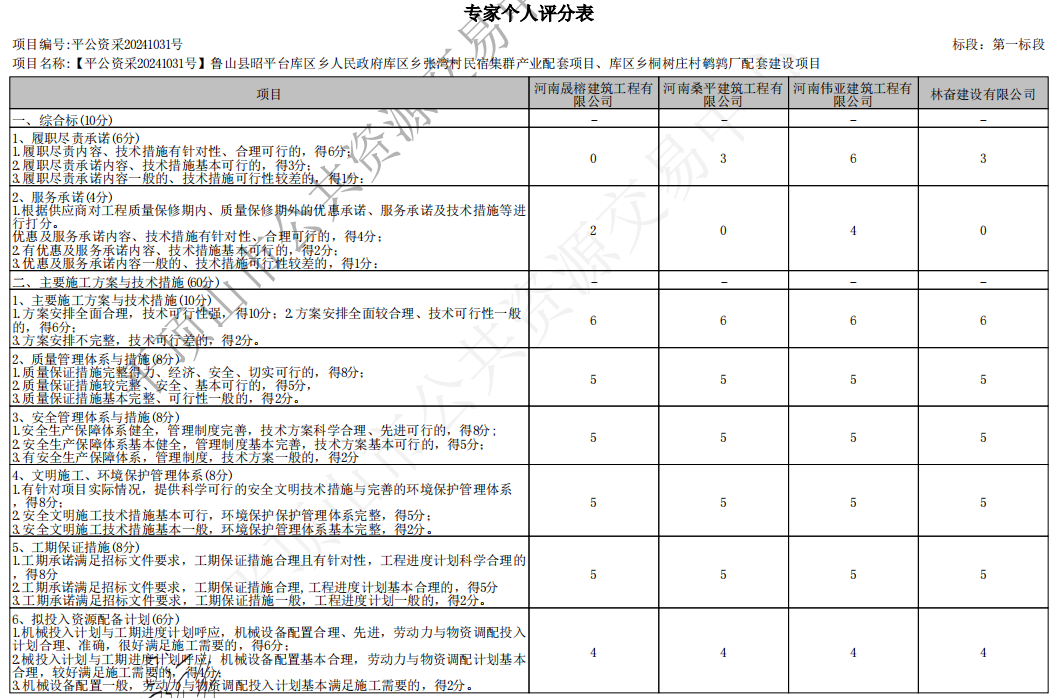 专家个人评分表
项目编号:平公资采20241031号
标段：第一标段
项目名称:【平公资采20241031号】鲁山县昭平台库区乡人民政府库区乡张湾村民宿集群产业配套项目、库区乡桐树庄村鹌鹑厂配套建设项目
项目
河南晟榕建筑工程有
限公司
河南桑平建筑工程有
限公司
河南伟亚建筑工程有
限公司
林奋建设有限公司
一、综合标(10分) － － － －
1、履职尽责承诺(6分)
1.履职尽责内容、技术措施有针对性、合理可行的，得6分；
2.履职尽责承诺内容、技术措施基本可行的，得3分；
3.履职尽责承诺内容一般的、技术措施可行性较差的，得1分；
0 3 6 3
2、服务承诺(4分)
1.根据供应商对工程质量保修期内、质量保修期外的优惠承诺、服务承诺及技术措施等进
行打分。
优惠及服务承诺内容、技术措施有针对性、合理可行的，得4分；
2.有优惠及服务承诺内容、技术措施基本可行的，得2分；
3.优惠及服务承诺内容一般的、技术措施可行性较差的，得1分；
2 0 4 0
二、主要施工方案与技术措施(60分) － － － －
1、主要施工方案与技术措施(10分)
1.方案安排全面合理，技术可行性强，得10分；2.方案安排全面较合理、技术可行性一般
的，得6分；
3.方案安排不完整，技术可行差的，得2分。
6 6 6 6
2、质量管理体系与措施(8分)
1.质量保证措施完整得力、经济、安全、切实可行的，得8分；
2.质量保证措施较完整、安全、基本可行的，得5分，
3.质量保证措施基本完整、可行性一般的，得2分。
5 5 5 5
3、安全管理体系与措施(8分)
1.安全生产保障体系健全，管理制度完善，技术方案科学合理、先进可行的，得8分；
2.安全生产保障体系基本健全，管理制度基本完善，技术方案基本可行的，得5分；
3.有安全生产保障体系，管理制度，技术方案一般的，得2分
5 5 5 5
4、文明施工、环境保护管理体系(8分)
1.有针对项目实际情况，提供科学可行的安全文明技术措施与完善的环境保护管理体系
，得8分；
2.安全文明施工技术措施基本可行，环境保护保护管理体系完整，得5分；
3.安全文明施工技术措施基本一般，环境保护管理体系基本完整，得2分。
5 5 5 5
5、工期保证措施(8分)
1.工期承诺满足招标文件要求，工期保证措施合理且有针对性，工程进度计划科学合理的
，得8分
2.工期承诺满足招标文件要求，工期保证措施合理,工程进度计划基本合理的，得5分
3.工期承诺满足招标文件要求，工期保证措施一般，工程进度计划一般的，得2分。
5 5 5 5
6、拟投入资源配备计划(6分)
1.机械投入计划与工期进度计划呼应，机械设备配置合理、先进，劳动力与物资调配投入
计划合理、准确，很好满足施工需要的，得6分；
2.械投入计划与工期进度计划呼应，机械设备配置基本合理，劳动力与物资调配计划基本
合理，较好满足施工需要的，得4分；
3.机械设备配置一般，劳动力与物资调配投入计划基本满足施工需要的，得2分。
4 4 4 4
平顶山市公共资源交易中心
平顶山市公共资源交易中心